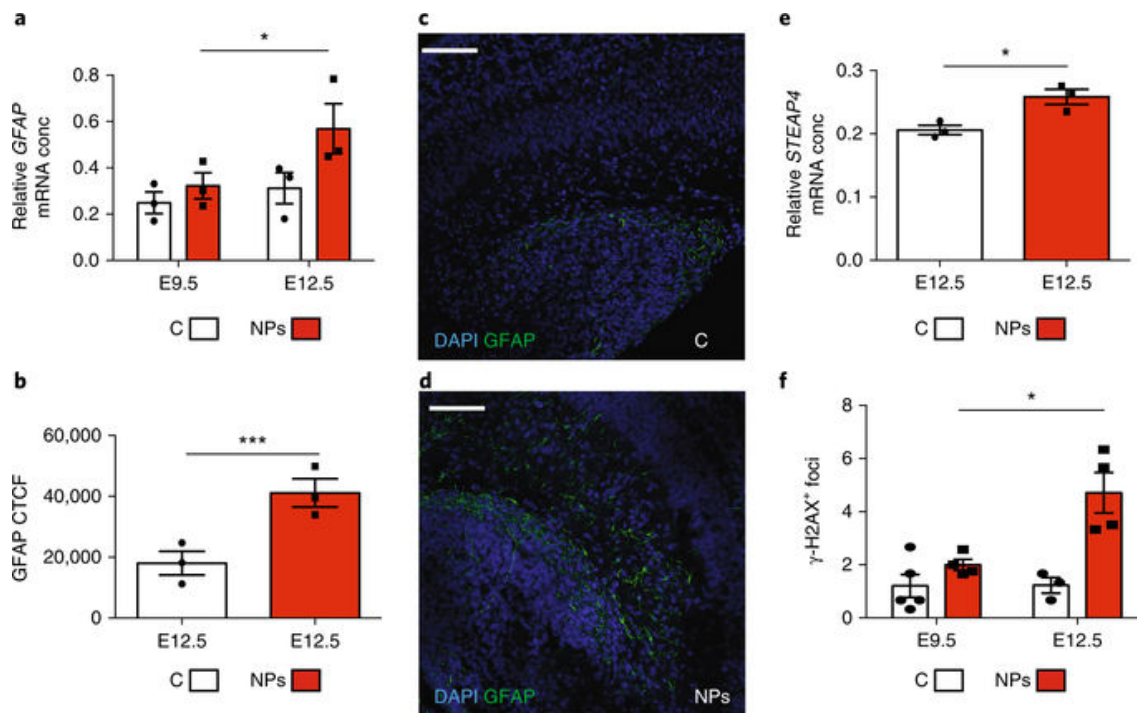 a
*
Relative GFAP
mRNA conc
0.8
0.6
0.4
0.2
0.0
E9.5
E12.5
C
NPs
b
***
GFAP CTCF
60,000
40,000
20,000
0
E12.5
E12.5
C
NPs
c
DAPI GFAP
C
d
DAPI GFAP
NPs
e
*
Relative STEAP4
mRNA conc
0.3
0.2
0.1
0.0
E12.5
E12.5
C
NPs
f
*
γ-H2AX⁺ foci
8
6
4
2
0
E9.5
E12.5
C
NPs